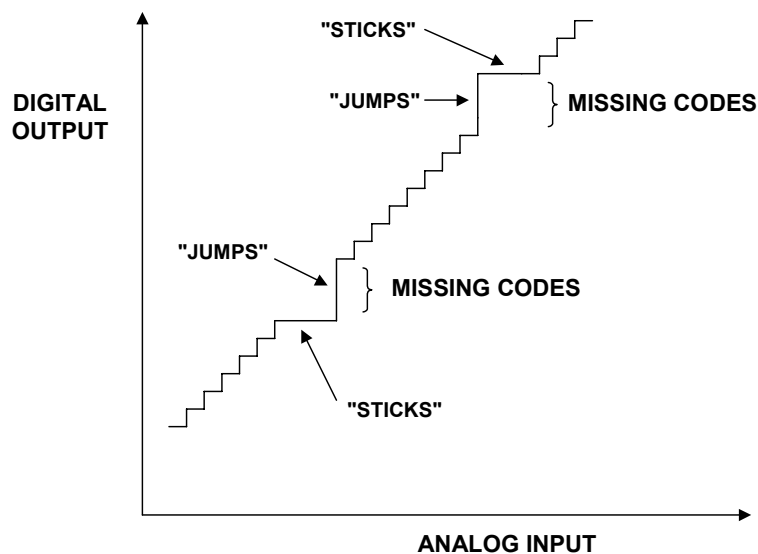 "STICKS"
DIGITAL
OUTPUT
"JUMPS"
MISSING CODES
"JUMPS"
MISSING CODES
"STICKS"
ANALOG INPUT